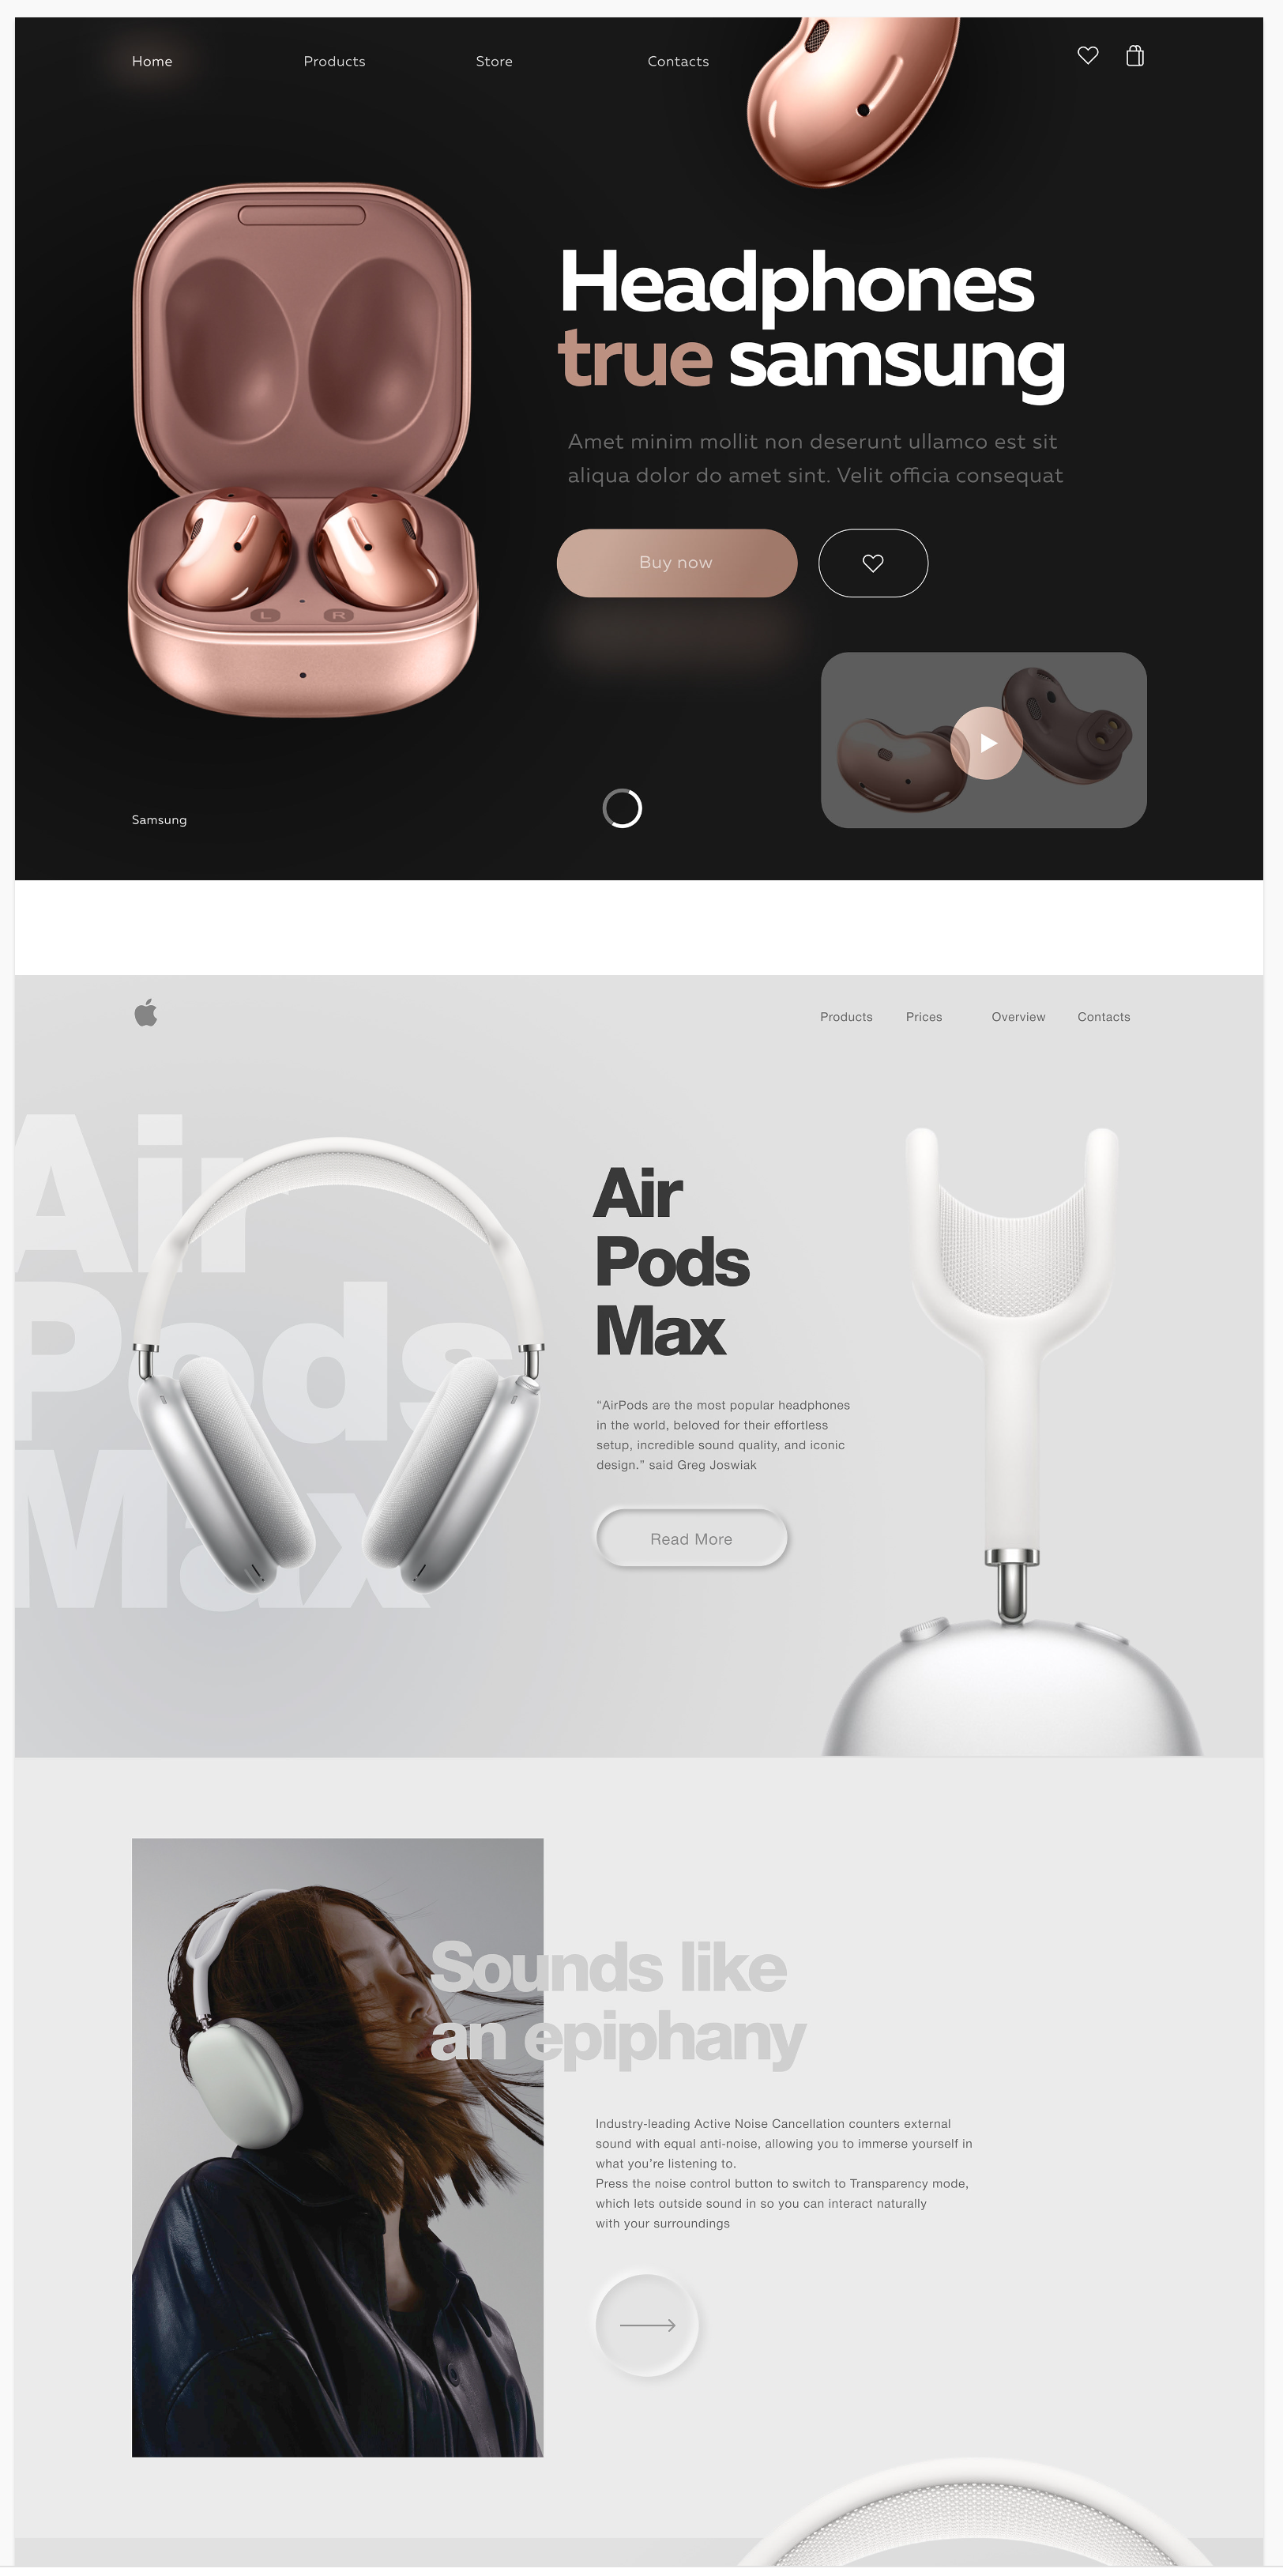 Home
Products
Store
Contacts
Headphones
true samsung
Amet minim mollit non deserunt ullamco est sit
aliqua dolor do amet sint. Velit officia consequat
Buy now
L
R
Samsung
Products
Prices
Overview
Contacts
Air
Pods
Max
Air
Pods
Max
“AirPods are the most popular headphones
in the world, beloved for their effortless
setup, incredible sound quality, and iconic
design.” said Greg Joswiak
Read More
Sounds like
an epiphany
Industry-leading Active Noise Cancellation counters external
sound with equal anti-noise, allowing you to immerse yourself in
what you’re listening to.
Press the noise control button to switch to Transparency mode,
which lets outside sound in so you can interact naturally
with your surroundings